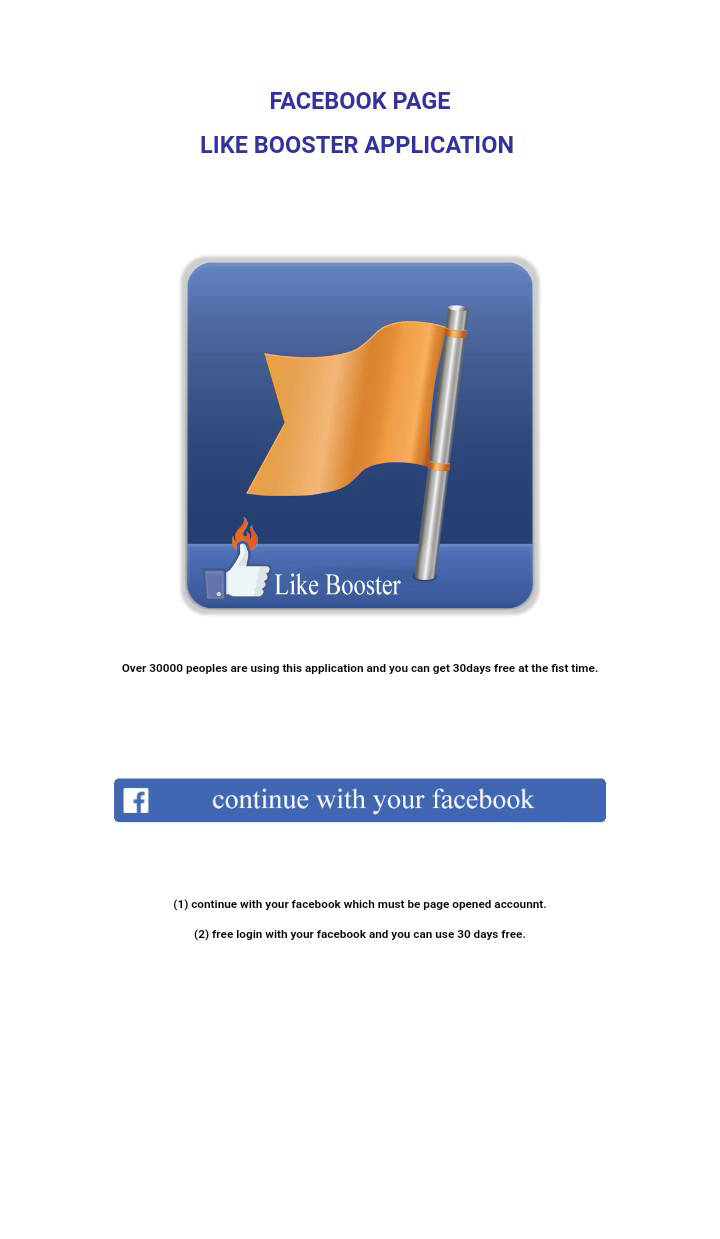 FACEBOOK PAGE
LIKE BOOSTER APPLICATION
Like Booster
Over 30000 peoples are using this application and you can get 30days free at the fist time.
continue with your facebook
(1) continue with your facebook which must be page opened accounnt.
(2) free login with your facebook and you can use 30 days free.